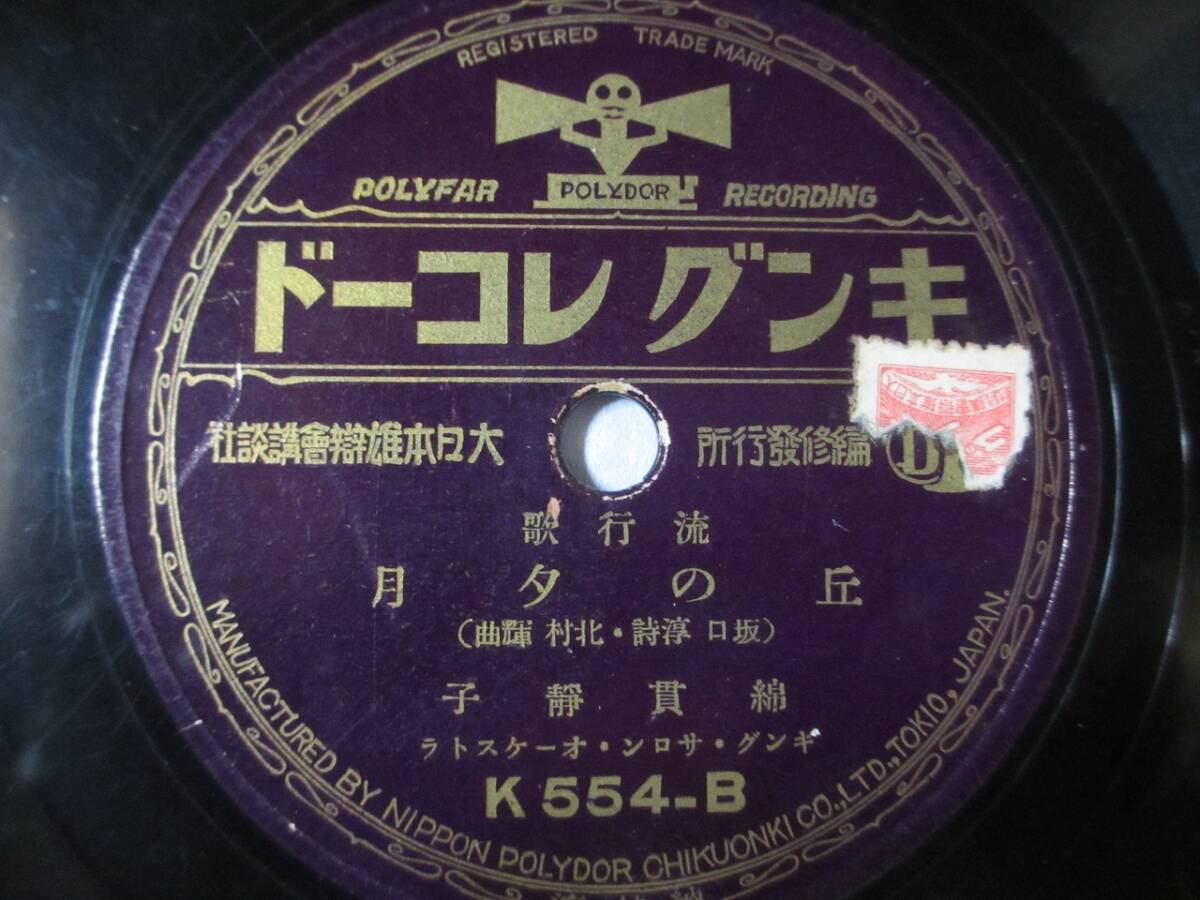 REGISTERED TRADE MARK
POLYFAR POLYDOR RECORDING
キングレコード
編修發行所 大日本雄辯會講談社
流行歌
丘の夕月
(坂口淳詩・北村輝曲)
綿貫靜子
キング・サロン・オーケストラ
K554-B
MANUFACTURED BY NIPPON POLYDOR CHIKUONKI CO., LTD., TOKIO, JAPAN.